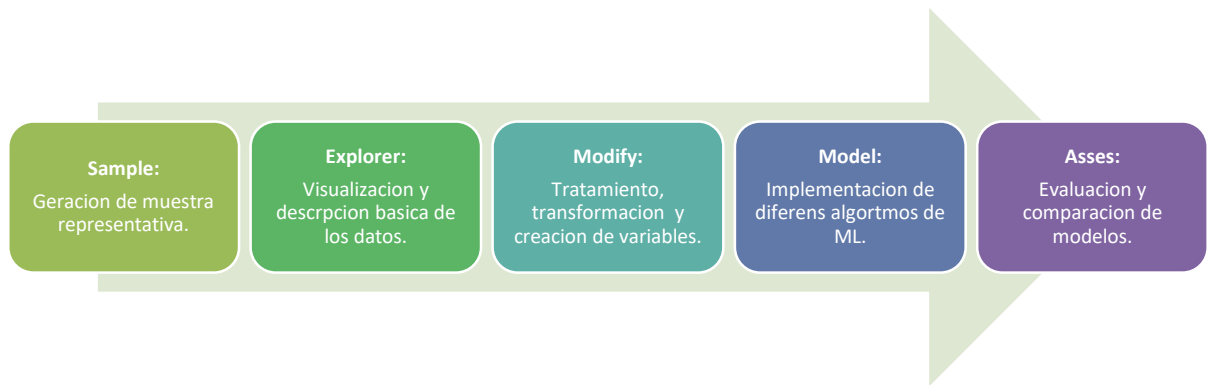 Sample:
Geracion de muestra
representativa.
Explorer:
Visualizacion y
descrpcion basica de
los datos.
Modify:
Tratamiento,
transformacion y
creacion de variables.
Model:
Implementacion de
diferens algortmos de
ML.
Asses:
Evaluacion y
comparacion de
modelos.